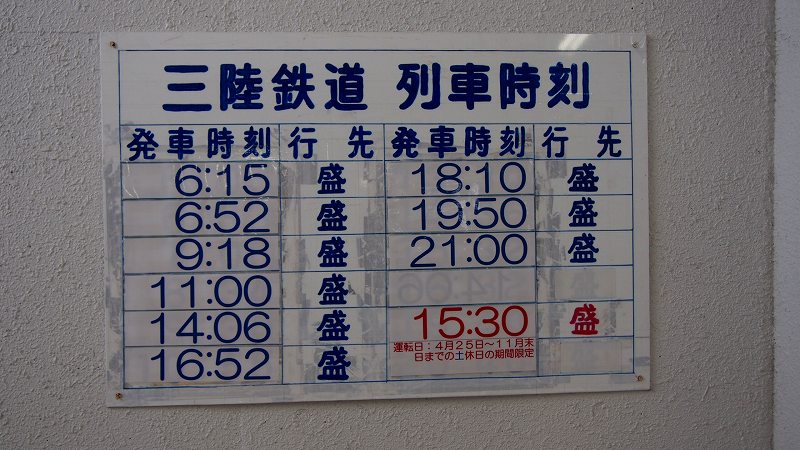 三陸鉄道 列車時刻
発車時刻 行先 発車時刻 行先
6:15 盛 18:10 盛
6:52 盛 19:50 盛
9:18 盛 21:00 盛
11:00 盛
14:06 盛 15:30 盛
運転日:4月25日~11月末
日までの土休日の期間限定
16:52 盛